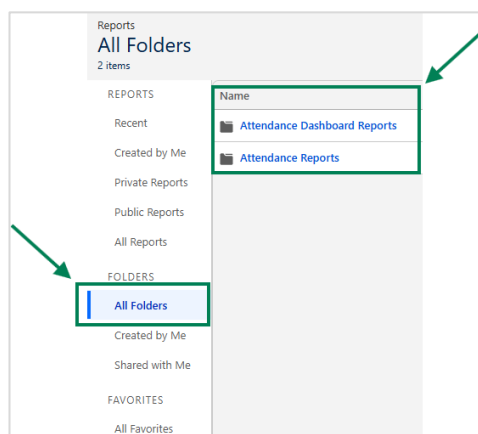 Reports
All Folders
2 items
REPORTS
Recent
Created by Me
Private Reports
Public Reports
All Reports
FOLDERS
All Folders
Created by Me
Shared with Me
FAVORITES
All Favorites
Name
Attendance Dashboard Reports
Attendance Reports